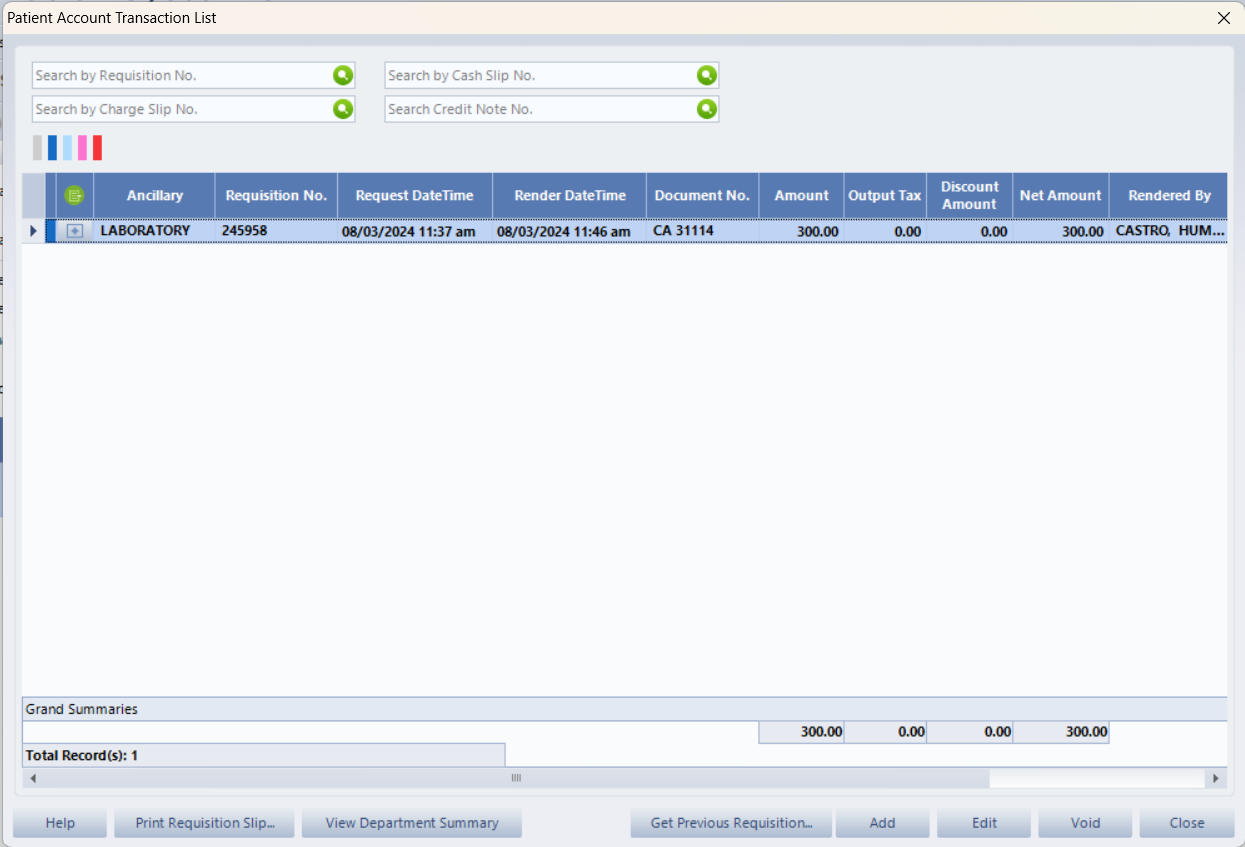 Patient Account Transaction List
Search by Requisition No.
Search by Cash Slip No.
Search by Charge Slip No.
Search Credit Note No.
Ancillary Requisition No. Request DateTime Render DateTime Document No. Amount Output Tax Discount Amount Net Amount Rendered By
LABORATORY 245958 08/03/2024 11:37 am 08/03/2024 11:46 am CA 31114 300.00 0.00 0.00 300.00 CASTRO, HUM...
Grand Summaries
300.00 0.00 0.00 300.00
Total Record(s): 1
Help Print Requisition Slip... View Department Summary Get Previous Requisition... Add Edit Void Close